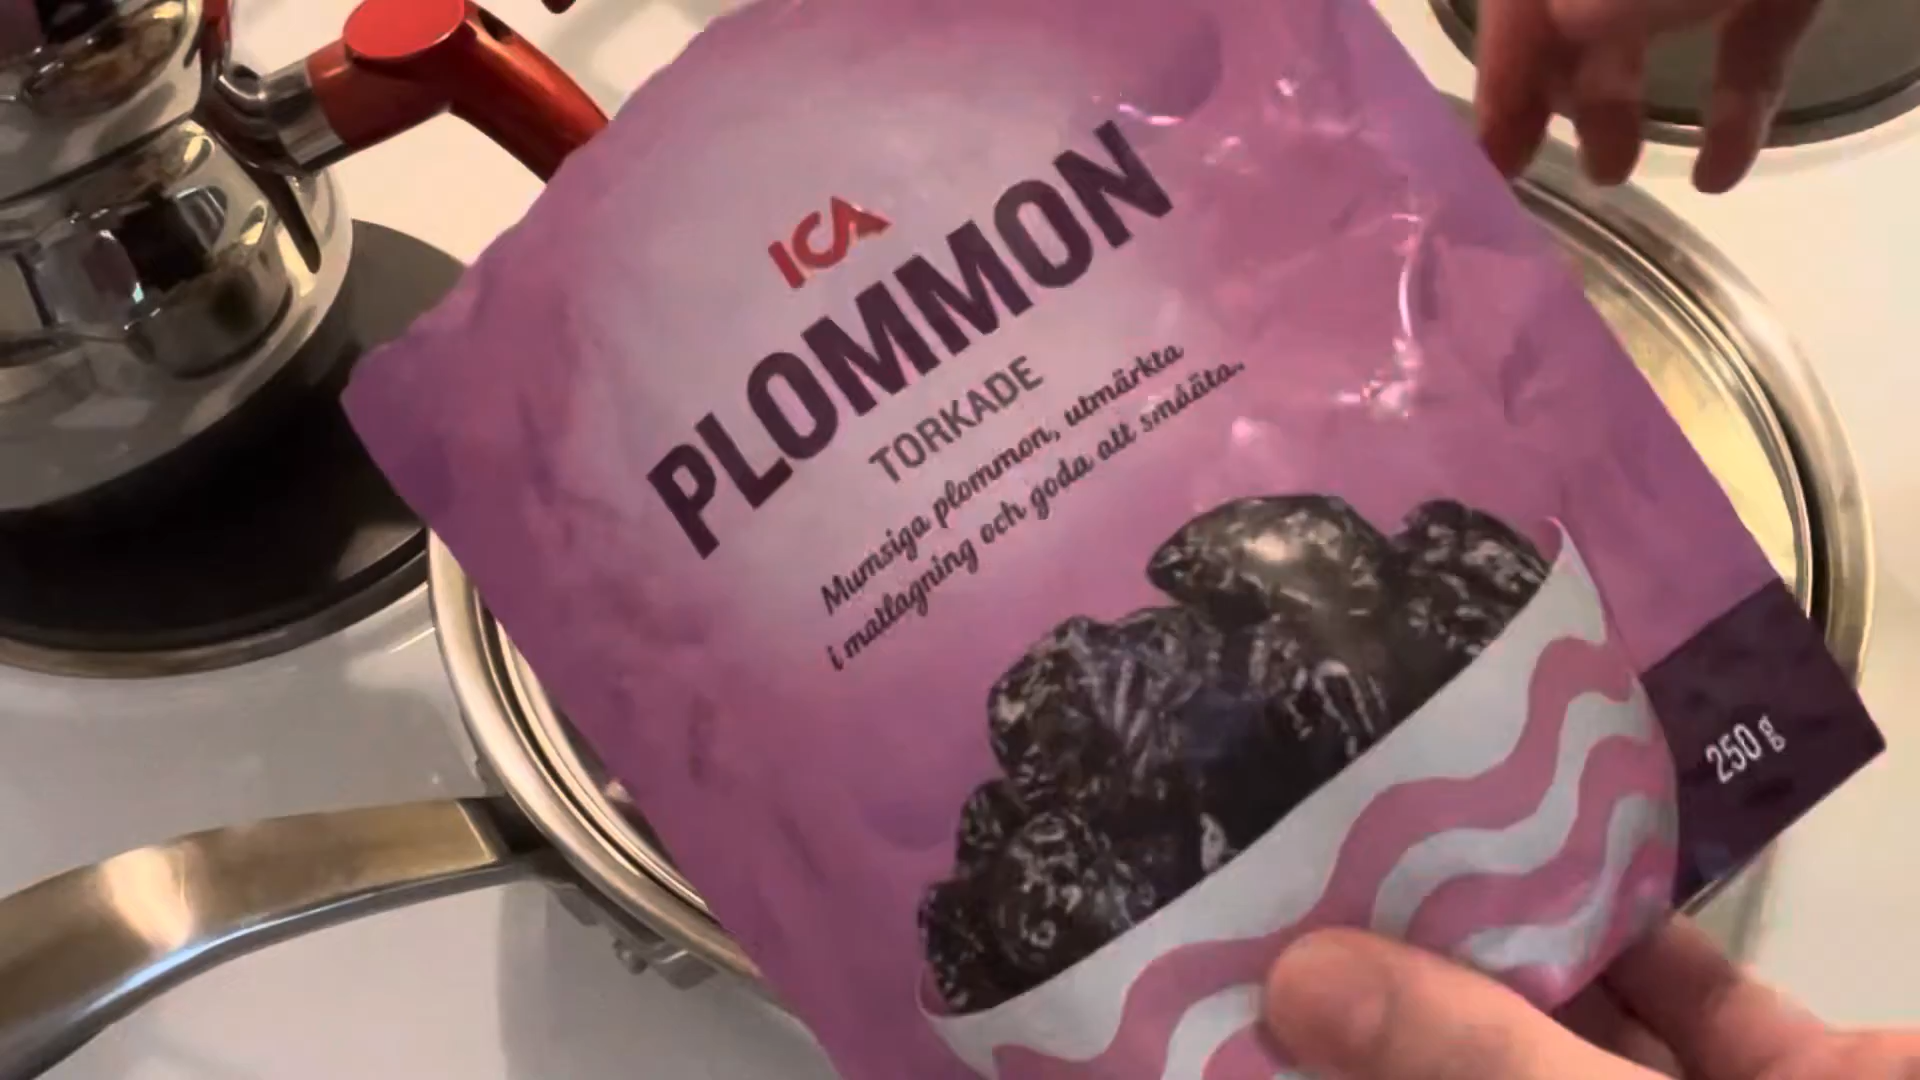 ICA
PLOMMON
TORKADE
Mumsiga plommon, utmärkta
i matlagning och goda att småäta.
250 g